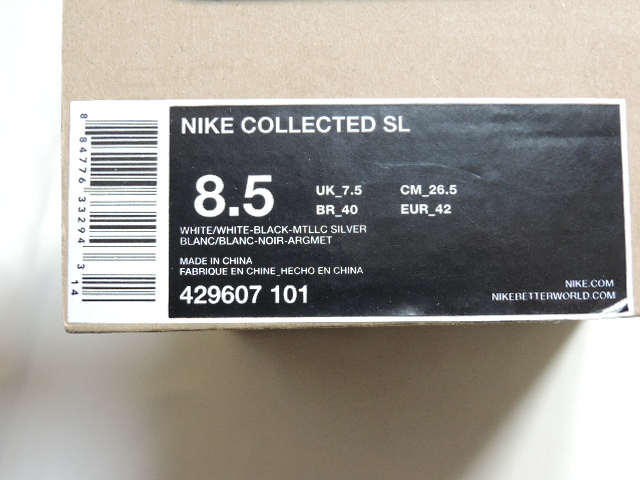 NIKE COLLECTED SL
8.5
UK_7.5 CM_26.5
BR_40 EUR_42
WHITE/WHITE-BLACK-MTLLC SILVER
BLANC/BLANC-NOIR-ARGMET
MADE IN CHINA
FABRIQUE EN CHINE_HECHO EN CHINA
429607 101
NIKE.COM
NIKEBETTERWORLD.COM
8 84776 33294 3 14